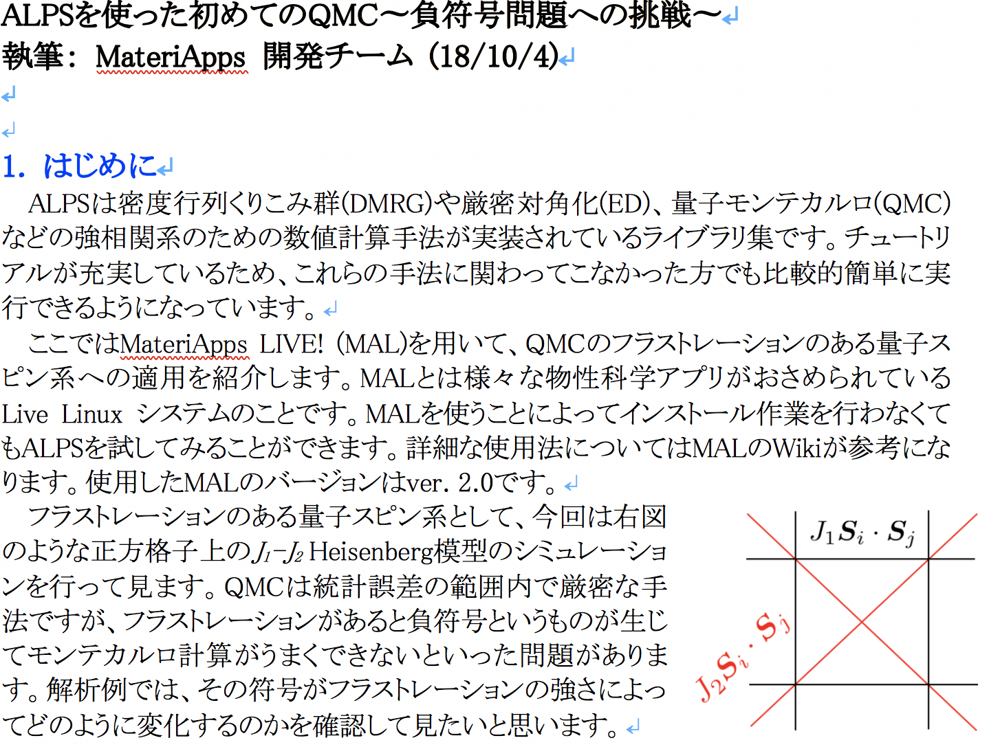 ALPSを使った初めてのQMC～負符号問題への挑戦～↲
執筆： MateriApps 開発チーム (18/10/4)↲
↲
↲
1. はじめに↲
ALPSは密度行列くりこみ群(DMRG)や厳密対角化(ED)、量子モンテカルロ(QMC)
などの強相関系のための数値計算手法が実装されているライブラリ集です。チュートリ
アルが充実しているため、これらの手法に関わってこなかった方でも比較的簡単に実
行できるようになっています。↲
ここではMateriApps LIVE! (MAL)を用いて、QMCのフラストレーションのある量子ス
ピン系への適用を紹介します。MALとは様々な物性科学アプリがおさめられている
Live Linux システムのことです。MALを使うことによってインストール作業を行わなくて
もALPSを試してみることができます。詳細な使用法についてはMALのWikiが参考にな
ります。使用したMALのバージョンはver. 2.0です。↲
フラストレーションのある量子スピン系として、今回は右図
のような正方格子上のJ₁-J₂ Heisenberg模型のシミュレーショ
ンを行って見ます。QMCは統計誤差の範囲内で厳密な手
法ですが、フラストレーションがあると負符号というものが生じ
てモンテカルロ計算がうまくできないといった問題がありま
す。解析例では、その符号がフラストレーションの強さによっ
てどのように変化するのかを確認して見たいと思います。↲
J₁Sᵢ · Sⱼ
J₂Sᵢ · Sⱼ